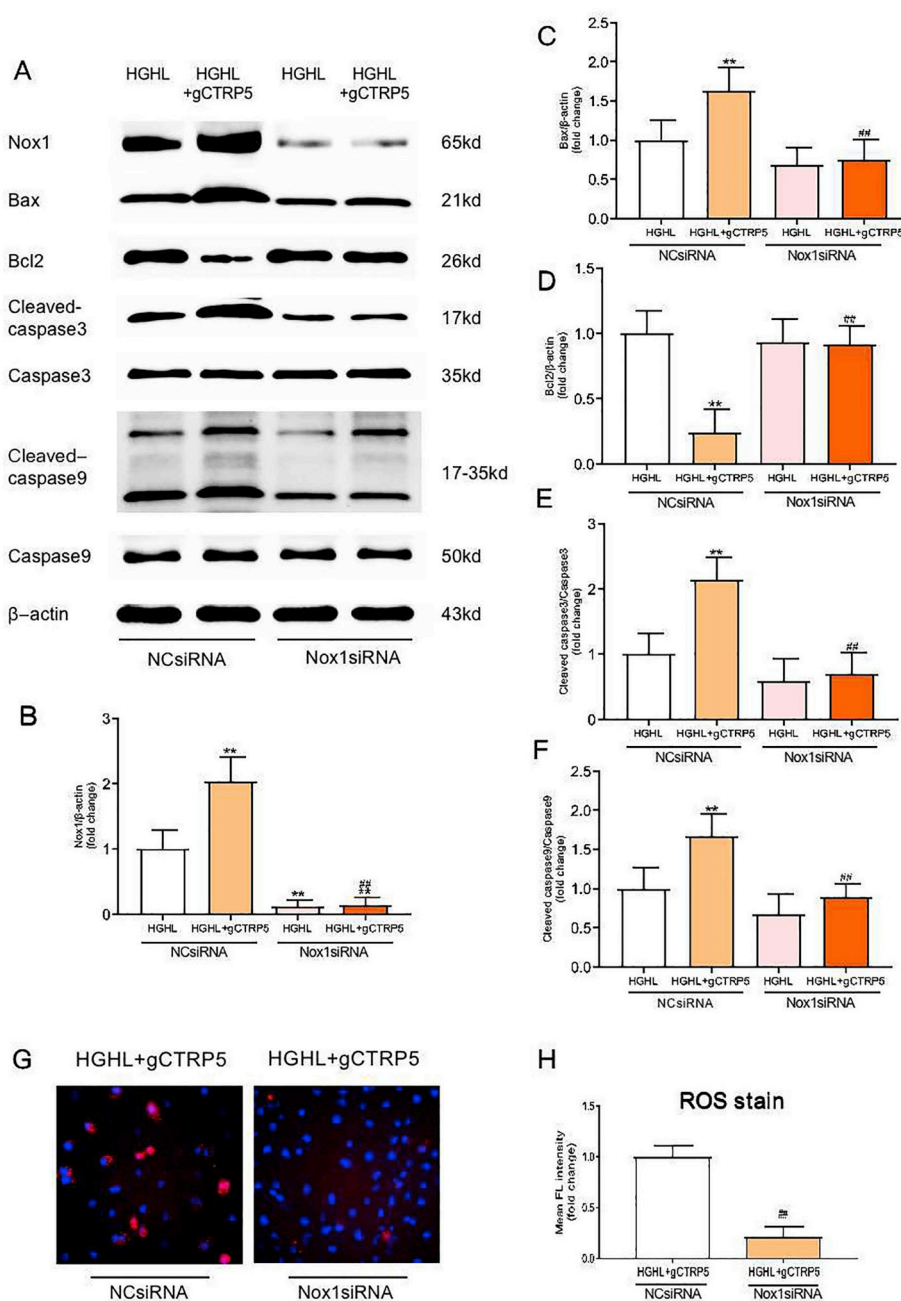 A
HGHL HGHL +gCTRP5 HGHL HGHL +gCTRP5
Nox1 65kd
Bax 21kd
Bcl2 26kd
Cleaved-
caspase3 17kd
Caspase3 35kd
Cleaved–
caspase9 17-35kd
Caspase9 50kd
β–actin 43kd
NCsiRNA Nox1siRNA
B
Nox1/β-actin
(fold change)
3
2
1
0
**
**
##
**
HGHL HGHL+gCTRP5 HGHL HGHL+gCTRP5
NCsiRNA Nox1siRNA
C
Bax/β-actin
(fold change)
2.0
1.5
1.0
0.5
0.0
**
##
HGHL HGHL+gCTRP5 HGHL HGHL+gCTRP5
NCsiRNA Nox1siRNA
D
Bcl2/β-actin
(fold change)
1.5
1.0
0.5
0.0
**
##
HGHL HGHL+gCTRP5 HGHL HGHL+gCTRP5
NCsiRNA Nox1siRNA
E
Cleaved caspase3/Caspase3
(fold change)
3
2
1
0
**
##
HGHL HGHL+gCTRP5 HGHL HGHL+gCTRP5
NCsiRNA Nox1siRNA
F
Cleaved caspase9/Caspase9
(fold change)
2.0
1.5
1.0
0.5
0.0
**
##
HGHL HGHL+gCTRP5 HGHL HGHL+gCTRP5
NCsiRNA Nox1siRNA
G
HGHL+gCTRP5 HGHL+gCTRP5
NCsiRNA Nox1siRNA
H
ROS stain
Mean FL intensity
(fold change)
1.5
1.0
0.5
0.0
##
HGHL+gCTRP5 HGHL+gCTRP5
NCsiRNA Nox1siRNA